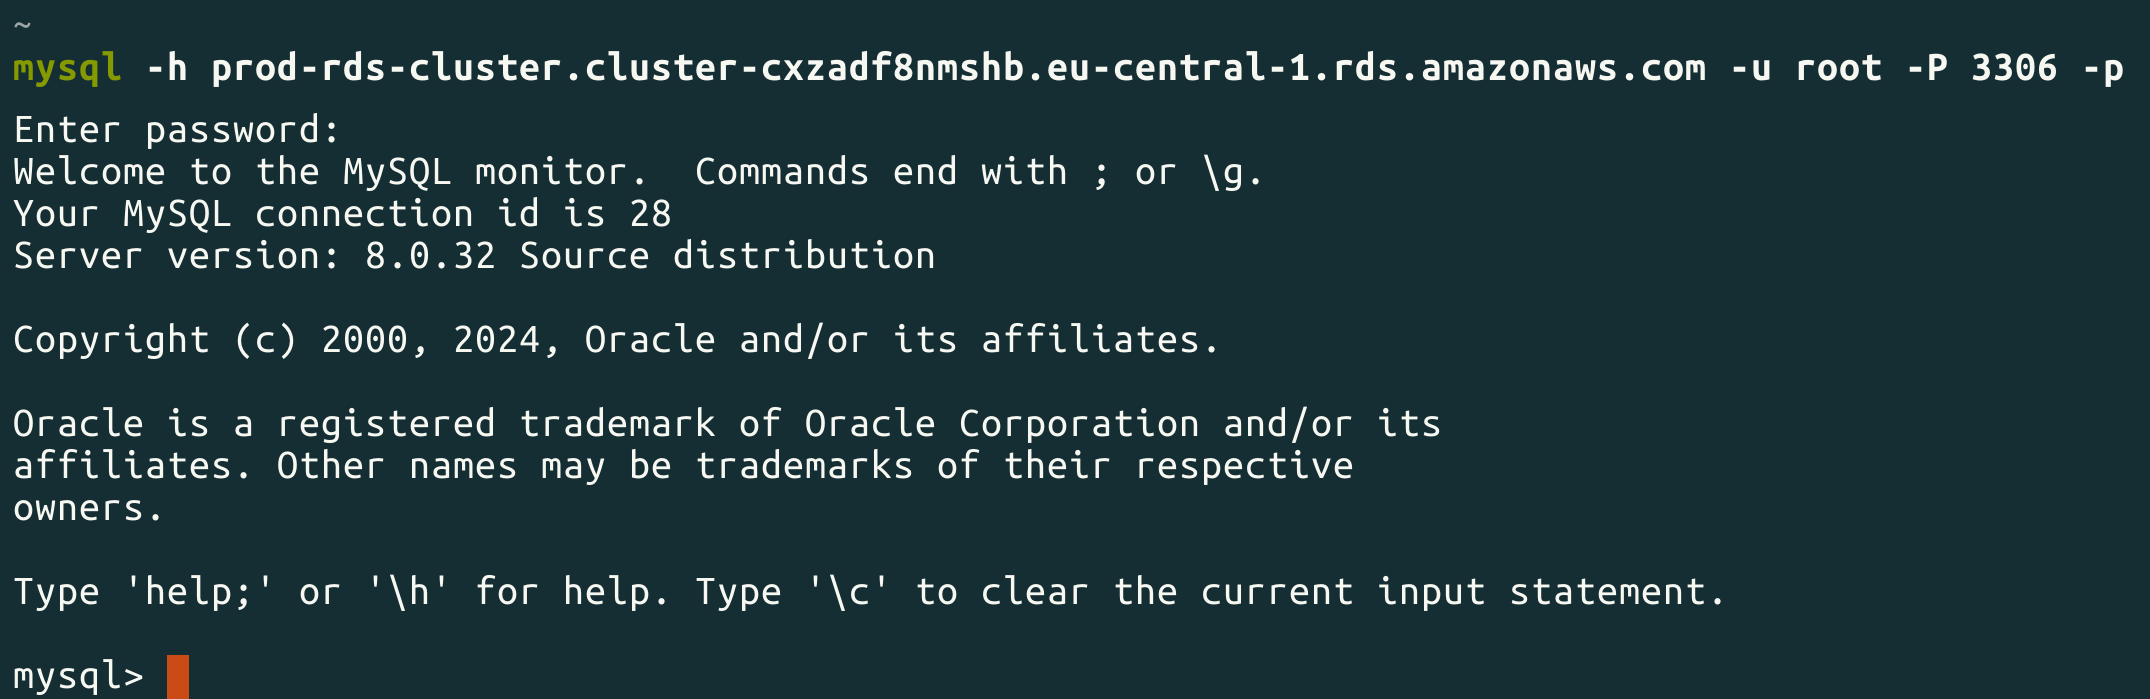 ~
mysql -h prod-rds-cluster.cluster-cxzadf8nmshb.eu-central-1.rds.amazonaws.com -u root -P 3306 -p
Enter password:
Welcome to the MySQL monitor.  Commands end with ; or \g.
Your MySQL connection id is 28
Server version: 8.0.32 Source distribution
Copyright (c) 2000, 2024, Oracle and/or its affiliates.
Oracle is a registered trademark of Oracle Corporation and/or its
affiliates. Other names may be trademarks of their respective
owners.
Type 'help;' or '\h' for help. Type '\c' to clear the current input statement.
mysql>